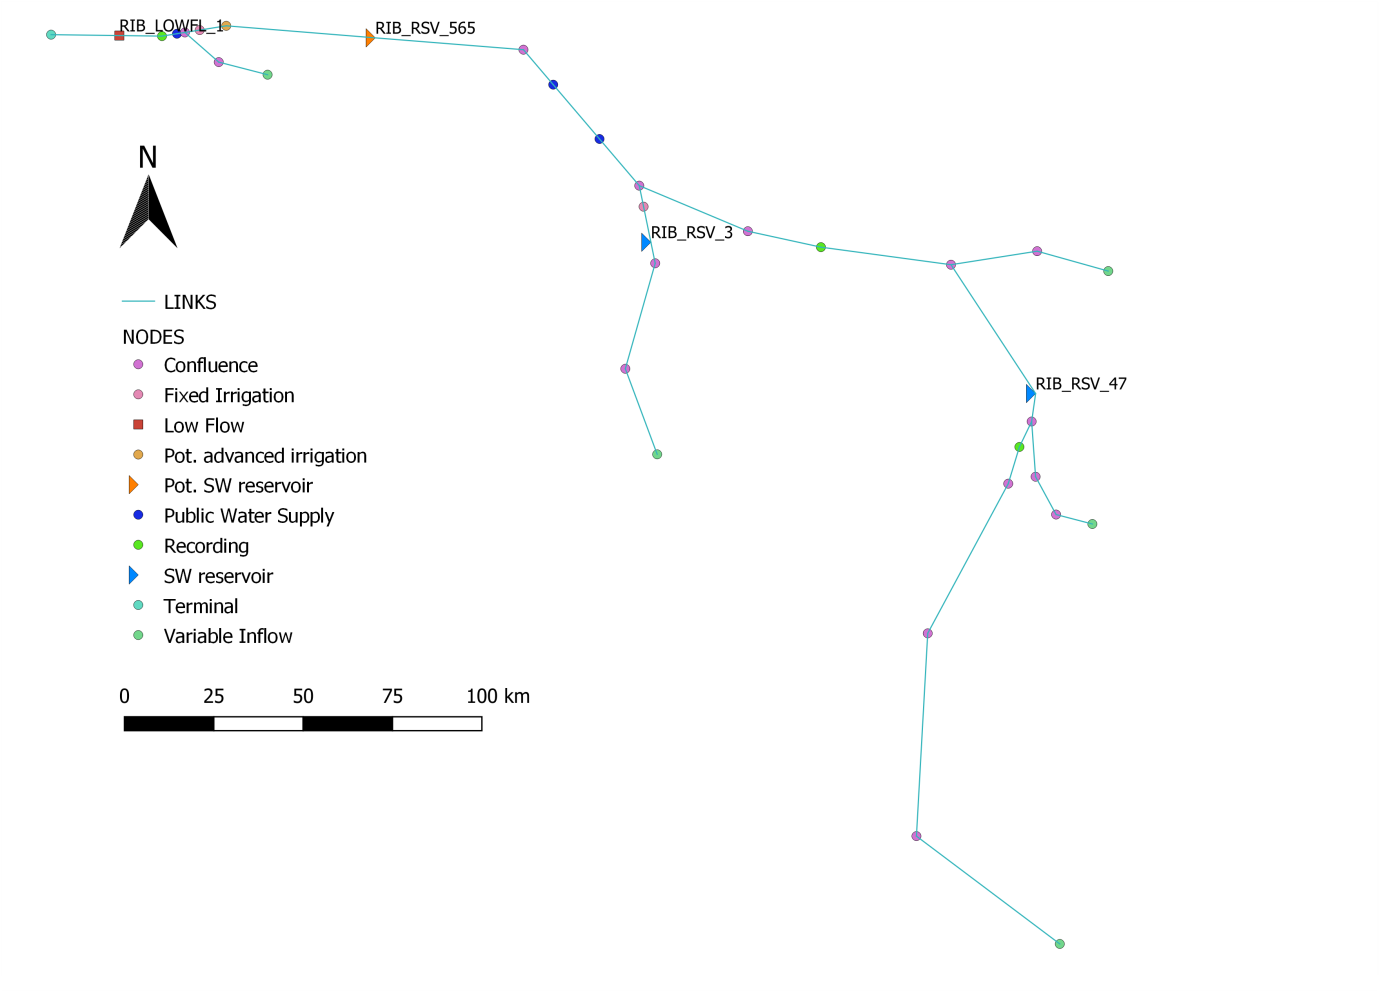 RIB_LOWFL_1
RIB_RSV_565
N
RIB_RSV_3
LINKS
NODES
Confluence
Fixed Irrigation
Low Flow
Pot. advanced irrigation
Pot. SW reservoir
Public Water Supply
Recording
SW reservoir
Terminal
Variable Inflow
RIB_RSV_47
0 25 50 75 100 km